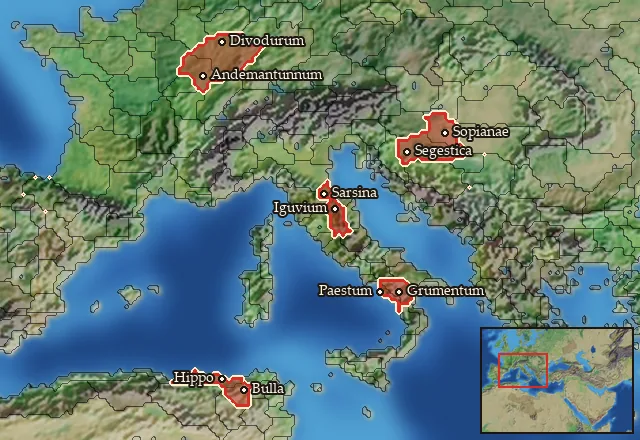 Divodurum
Andemantunnum
Sopianae
Segestica
Sarsina
Iguvium
Paestum
Grumentum
Hippo
Bulla